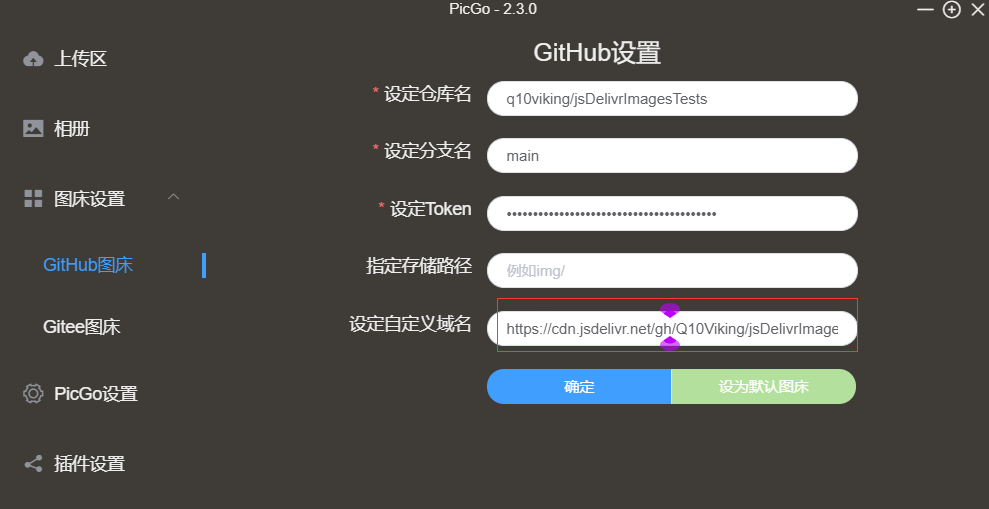 PicGo - 2.3.0
上传区
相册
图床设置
GitHub图床
Gitee图床
PicGo设置
插件设置
GitHub设置
* 设定仓库名
q10viking/jsDelivrImagesTests
* 设定分支名
main
* 设定Token
••••••••••••••••••••••••••••••••••••••••
指定存储路径
例如img/
设定自定义域名
https://cdn.jsdelivr.net/gh/Q10Viking/jsDelivrImage
确定
设为默认图床